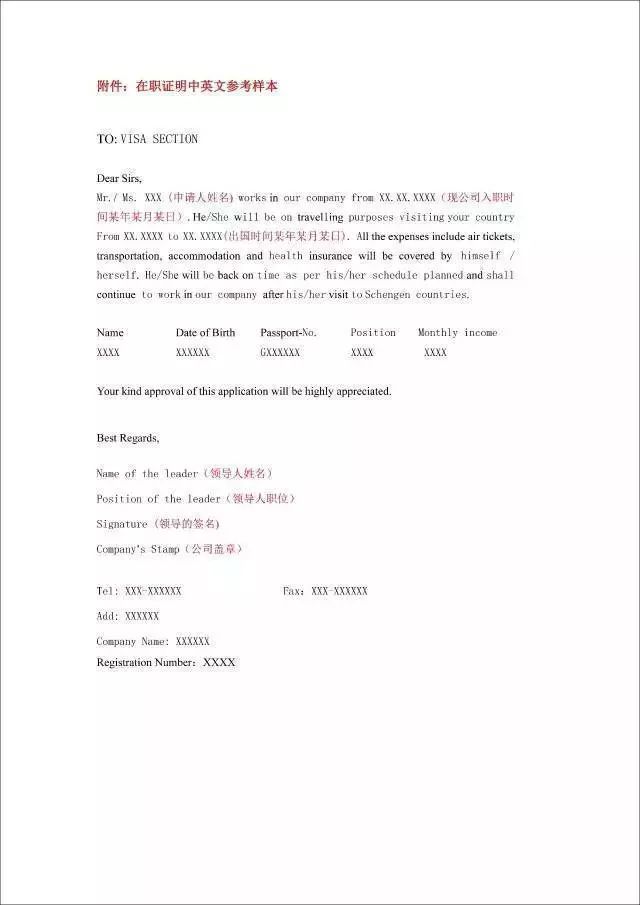 附件：在职证明中英文参考样本
TO: VISA SECTION
Dear Sirs,
Mr./ Ms. XXX (申请人姓名) works in our company from XX.XX.XXXX（现公司入职时
间某年某月某日）. He/She will be on travelling purposes visiting your country
From XX.XXXX to XX.XXXX(出国时间某年某月某日). All the expenses include air tickets,
transportation, accommodation and health insurance will be covered by himself /
herself. He/She will be back on time as per his/her schedule planned and shall
continue to work in our company after his/her visit to Schengen countries.
Name Date of Birth Passport-No. Position Monthly income
XXXX XXXXXX GXXXXXX XXXX XXXX
Your kind approval of this application will be highly appreciated.
Best Regards,
Name of the leader（领导人姓名）
Position of the leader（领导人职位）
Signature (领导的签名)
Company's Stamp（公司盖章）
Tel: XXX-XXXXXX Fax：XXX-XXXXXX
Add: XXXXXX
Company Name: XXXXXX
Registration Number：XXXX